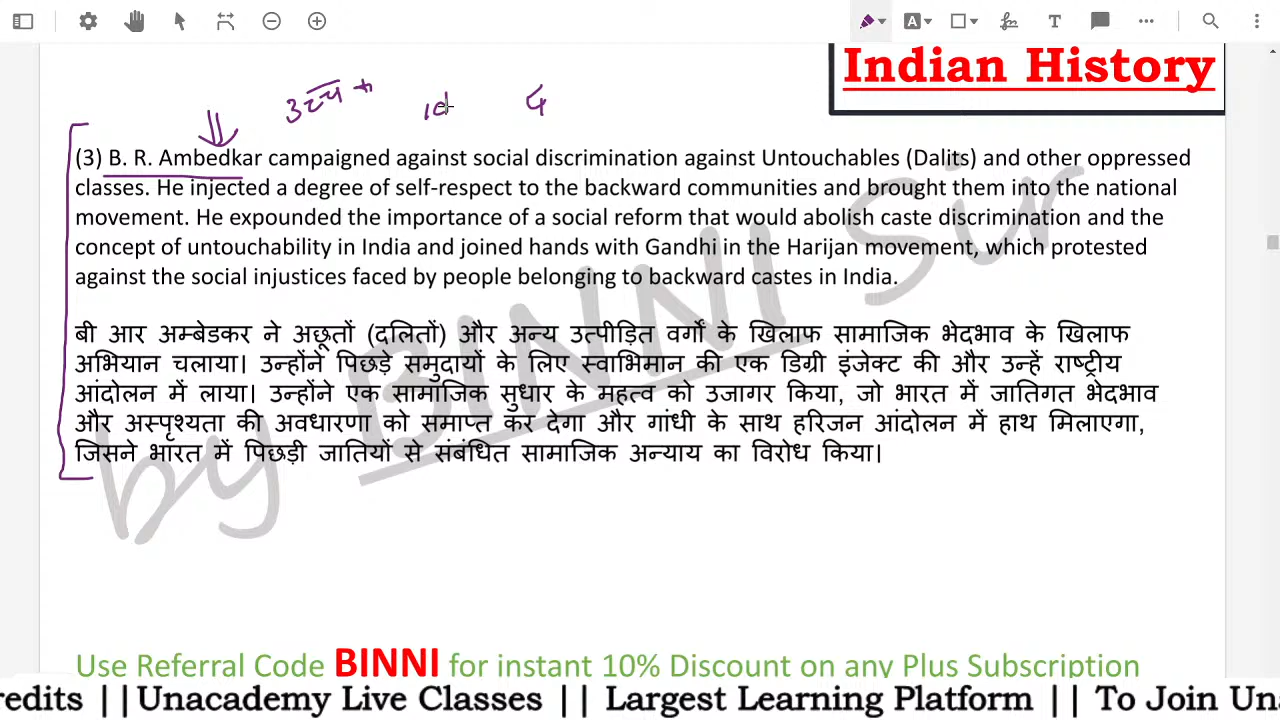 Indian History
(3) B. R. Ambedkar campaigned against social discrimination against Untouchables (Dalits) and other oppressed
classes. He injected a degree of self-respect to the backward communities and brought them into the national
movement. He expounded the importance of a social reform that would abolish caste discrimination and the
concept of untouchability in India and joined hands with Gandhi in the Harijan movement, which protested
against the social injustices faced by people belonging to backward castes in India.
बी आर अम्बेडकर ने अछूतों (दलितों) और अन्य उत्पीड़ित वर्गों के खिलाफ सामाजिक भेदभाव के खिलाफ
अभियान चलाया। उन्होंने पिछड़े समुदायों के लिए स्वाभिमान की एक डिग्री इंजेक्ट की और उन्हें राष्ट्रीय
आंदोलन में लाया। उन्होंने एक सामाजिक सुधार के महत्व को उजागर किया, जो भारत में जातिगत भेदभाव
और अस्पृश्यता की अवधारणा को समाप्त कर देगा और गांधी के साथ हरिजन आंदोलन में हाथ मिलाएगा,
जिसने भारत में पिछड़ी जातियों से संबंधित सामाजिक अन्याय का विरोध किया।
by BINNI Sir
Use Referral Code BINNI for instant 10% Discount on any Plus Subscription
redits ||Unacademy Live Classes || Largest Learning Platform || To Join Un